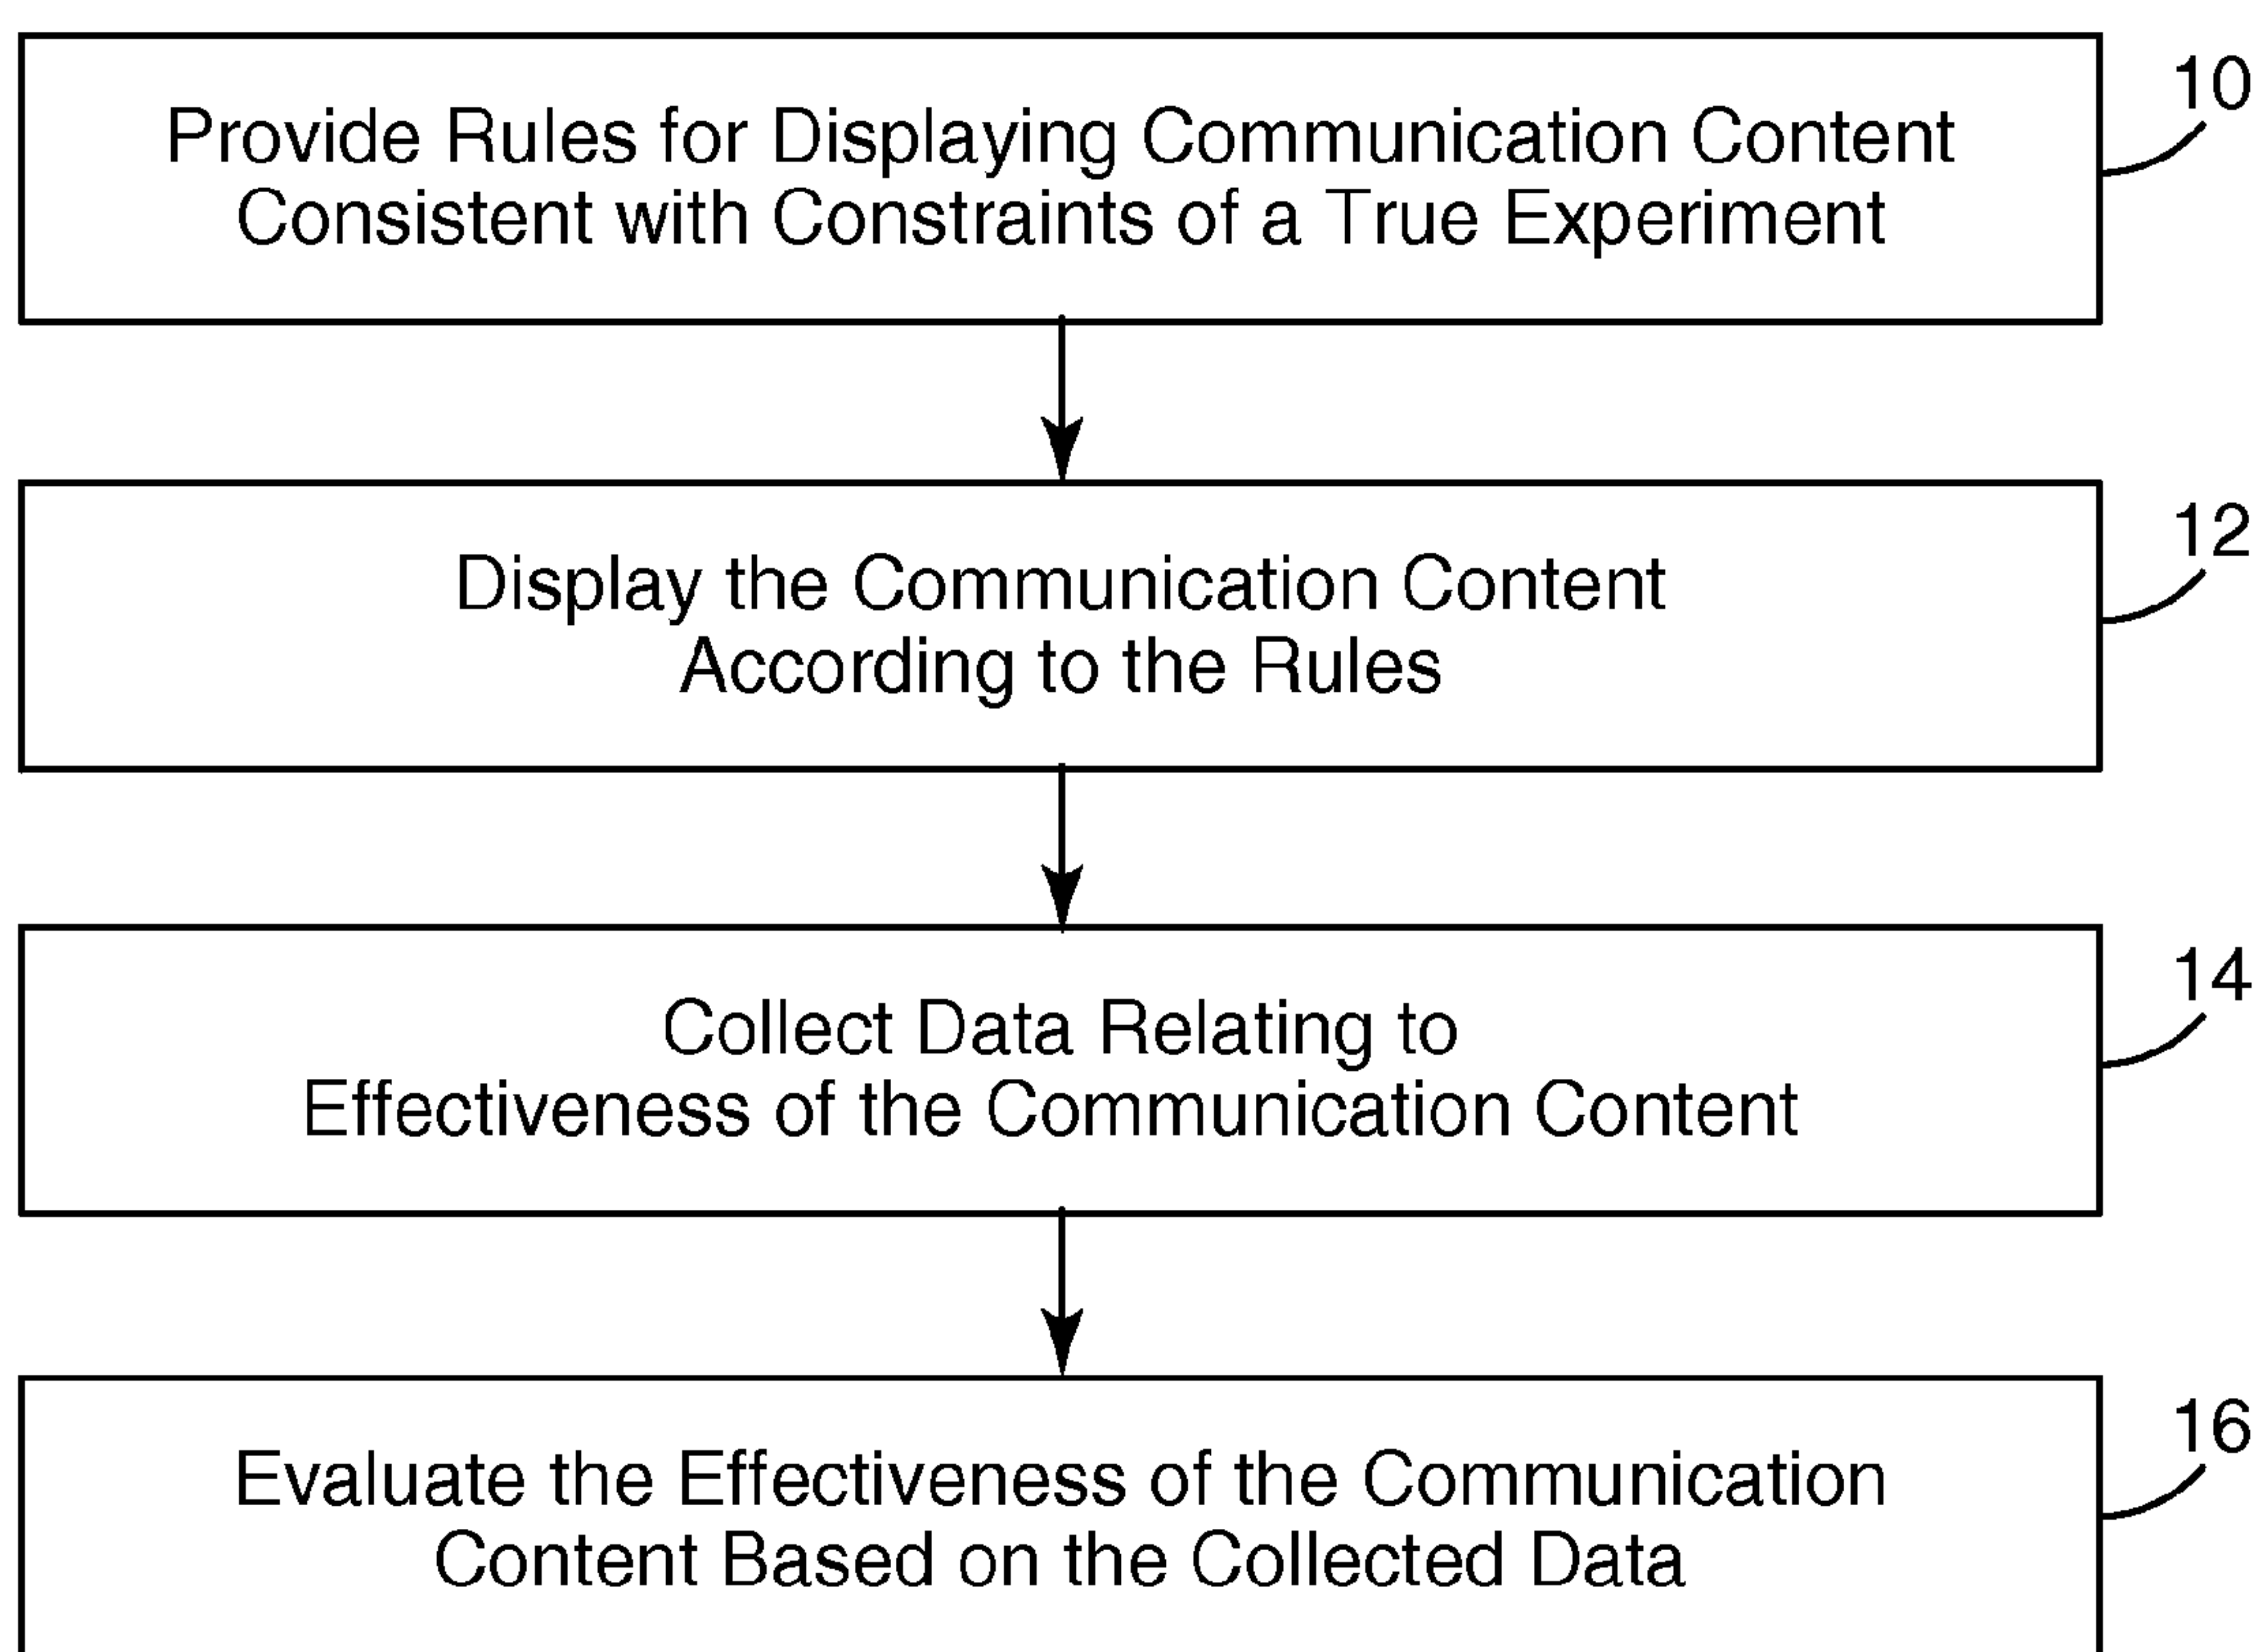 Provide Rules for Displaying Communication Content
Consistent with Constraints of a True Experiment
10
Display the Communication Content
According to the Rules
12
Collect Data Relating to
Effectiveness of the Communication Content
14
Evaluate the Effectiveness of the Communication
Content Based on the Collected Data
16